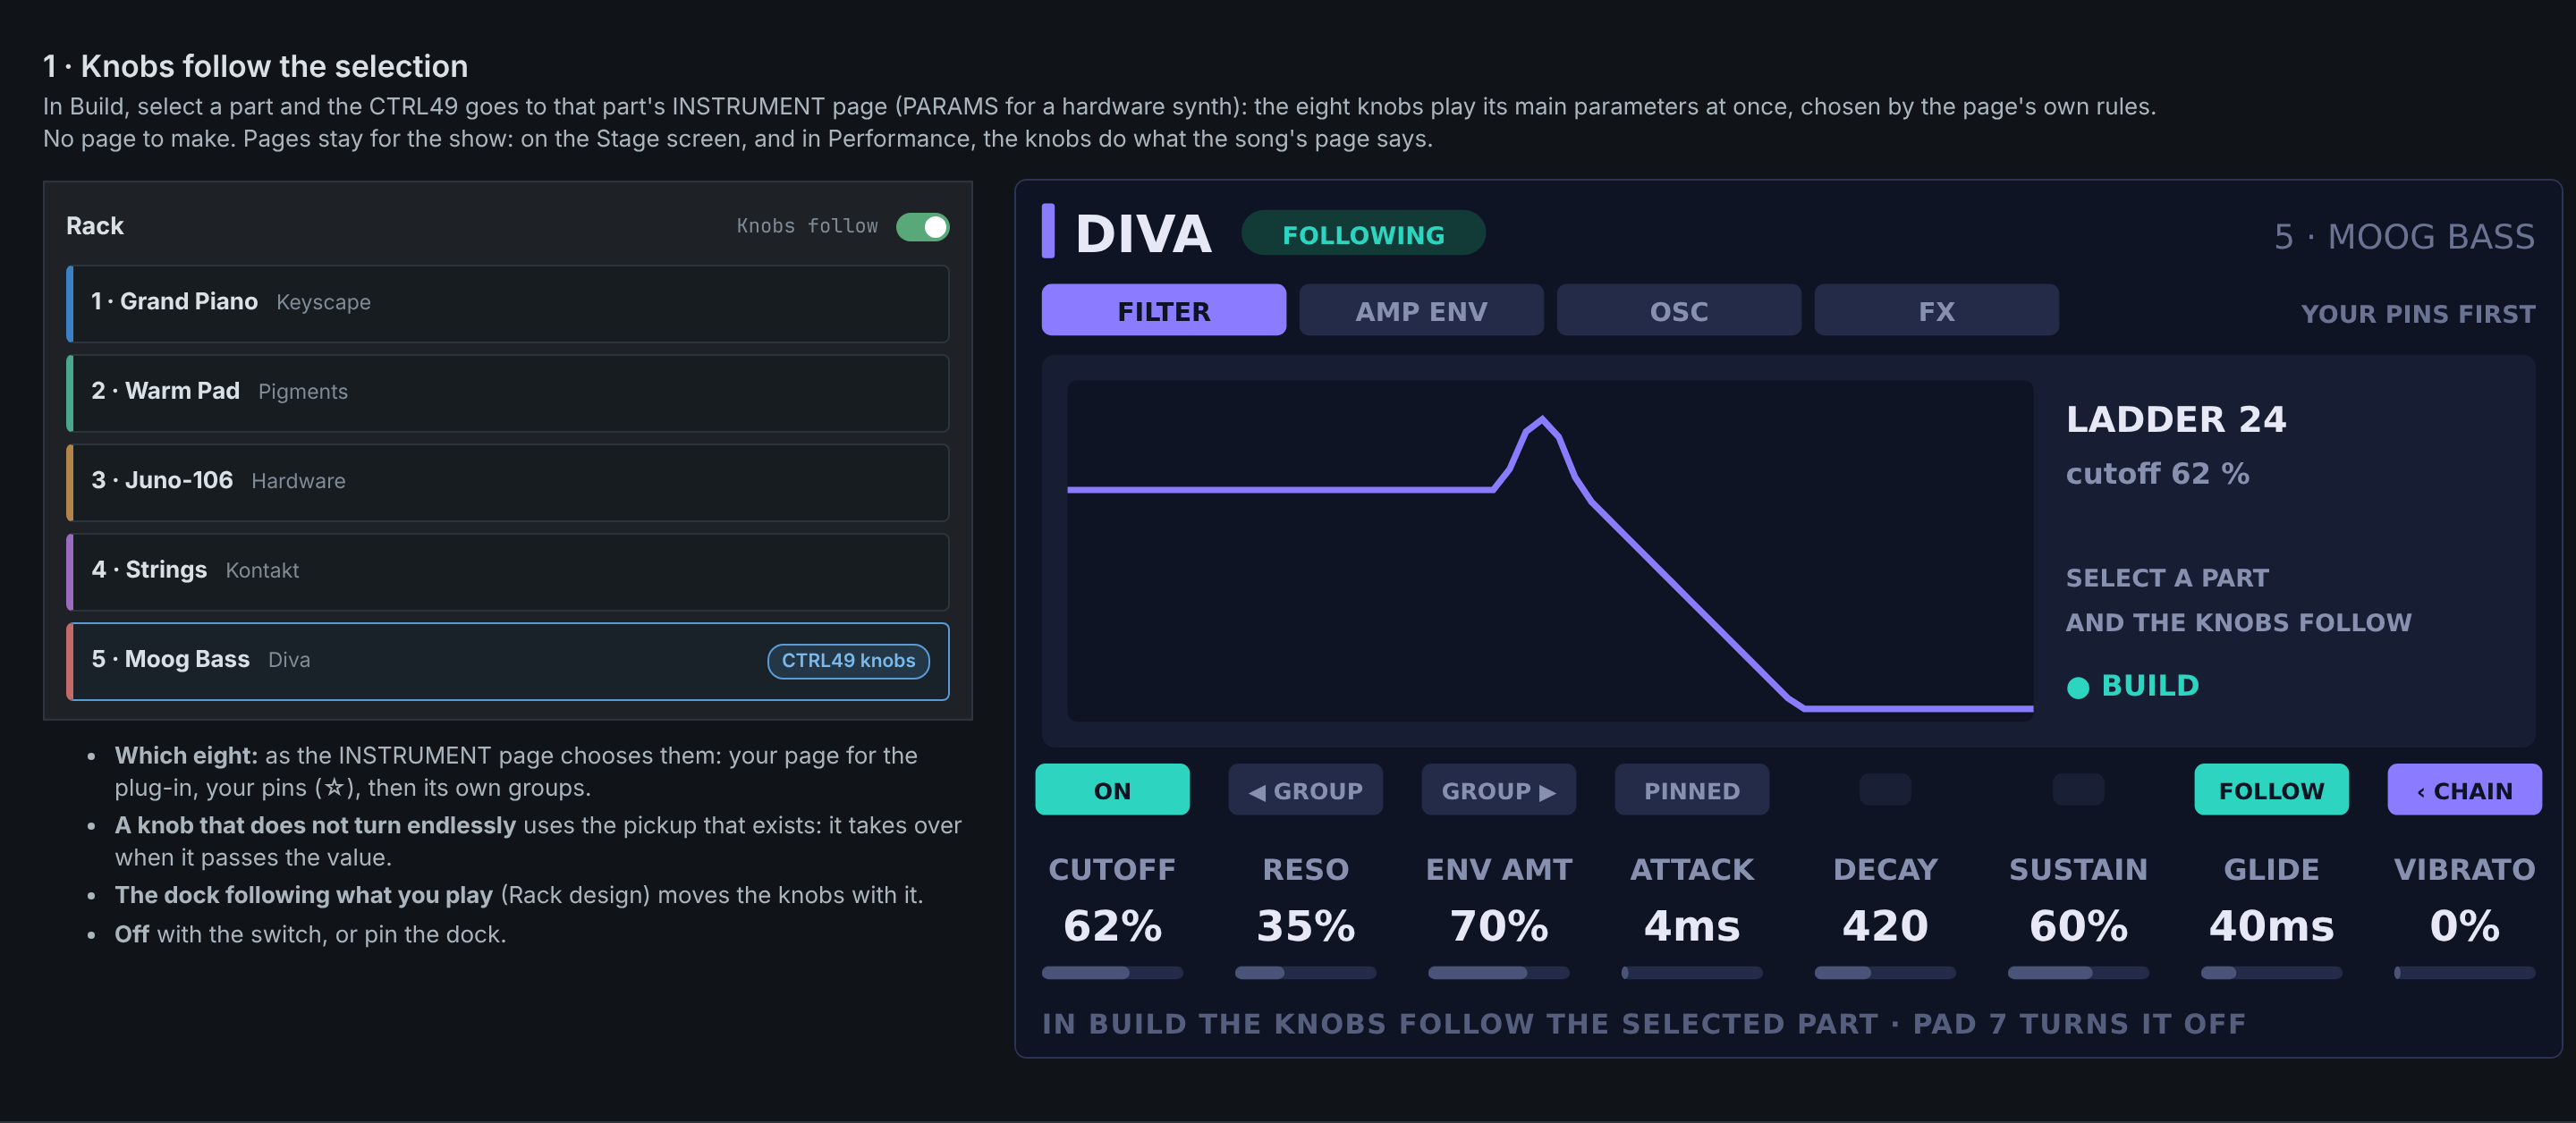 1 · Knobs follow the selection
In Build, select a part and the CTRL49 goes to that part's INSTRUMENT page (PARAMS for a hardware synth): the eight knobs play its main parameters at once, chosen by the page's own rules.
No page to make. Pages stay for the show: on the Stage screen, and in Performance, the knobs do what the song's page says.
Rack
Knobs follow
1 · Grand Piano Keyscape
2 · Warm Pad Pigments
3 · Juno-106 Hardware
4 · Strings Kontakt
5 · Moog Bass Diva CTRL49 knobs
• Which eight: as the INSTRUMENT page chooses them: your page for the
plug-in, your pins (☆), then its own groups.
• A knob that does not turn endlessly uses the pickup that exists: it takes over
when it passes the value.
• The dock following what you play (Rack design) moves the knobs with it.
• Off with the switch, or pin the dock.
DIVA FOLLOWING 5 · MOOG BASS
FILTER AMP ENV OSC FX YOUR PINS FIRST
LADDER 24
cutoff 62 %
SELECT A PART
AND THE KNOBS FOLLOW
● BUILD
ON ◀ GROUP GROUP ▶ PINNED FOLLOW ‹ CHAIN
CUTOFF RESO ENV AMT ATTACK DECAY SUSTAIN GLIDE VIBRATO
62% 35% 70% 4ms 420 60% 40ms 0%
IN BUILD THE KNOBS FOLLOW THE SELECTED PART · PAD 7 TURNS IT OFF